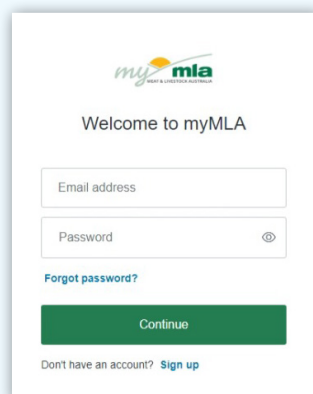 my mla
MEAT & LIVESTOCK AUSTRALIA
Welcome to myMLA
Email address
Password
Forgot password?
Continue
Don't have an account? Sign up